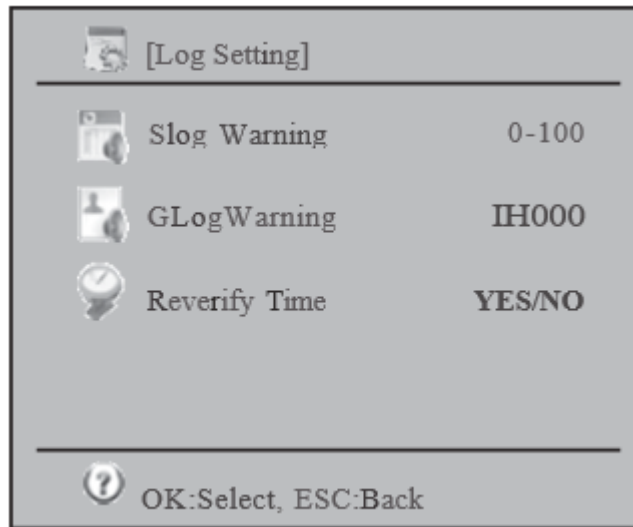 [Log Setting]
Slog Warning 0-100
GLogWarning IH000
Reverify Time YES/NO
OK:Select, ESC:Back